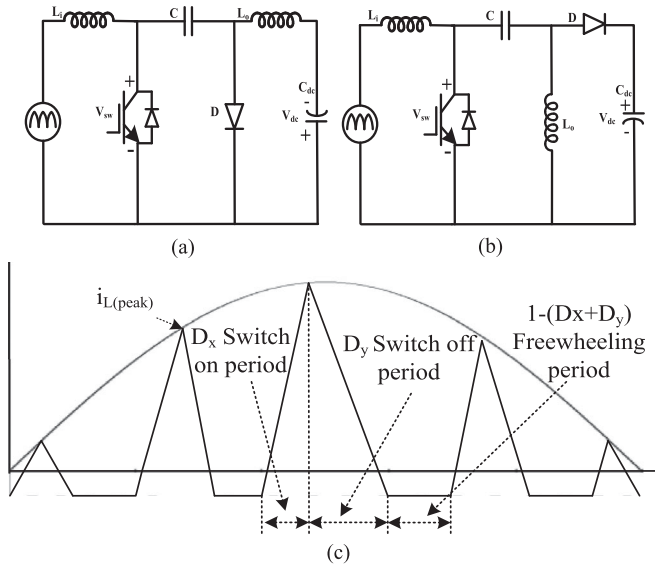 Li C Lo
Vsw
+
-
D
Cdc
-
Vdc
+
(a)
Li C D
Vsw
+
-
Lo
Cdc
+
Vdc
-
(b)
iL(peak)
Dx Switch
on period
Dy Switch off
period
1-(Dx+Dy)
Freewheeling
period
(c)